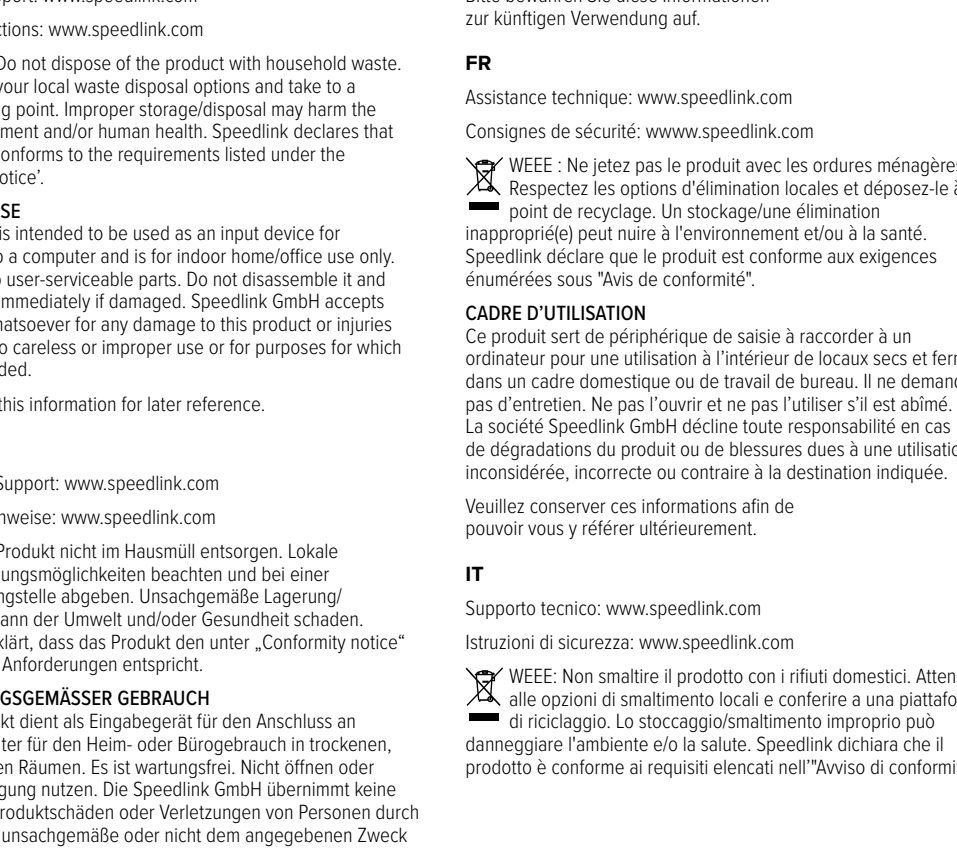 port: www.speedlink.com
ctions: www.speedlink.com
Do not dispose of the product with household waste.
your local waste disposal options and take to a
g point. Improper storage/disposal may harm the
ment and/or human health. Speedlink declares that
onforms to the requirements listed under the
otice’.
SE
is intended to be used as an input device for
o a computer and is for indoor home/office use only.
o user-serviceable parts. Do not disassemble it and
immediately if damaged. Speedlink GmbH accepts
hatsoever for any damage to this product or injuries
o careless or improper use or for purposes for which
ded.
this information for later reference.
Support: www.speedlink.com
nweise: www.speedlink.com
Produkt nicht im Hausmüll entsorgen. Lokale
ungsmöglichkeiten beachten und bei einer
ngstelle abgeben. Unsachgemäße Lagerung/
ann der Umwelt und/oder Gesundheit schaden.
klärt, dass das Produkt den unter „Conformity notice“
Anforderungen entspricht.
GSGEMÄSSER GEBRAUCH
kt dient als Eingabegerät für den Anschluss an
ter für den Heim- oder Bürogebrauch in trockenen,
en Räumen. Es ist wartungsfrei. Nicht öffnen oder
gung nutzen. Die Speedlink GmbH übernimmt keine
roduktschäden oder Verletzungen von Personen durch
unsachgemäße oder nicht dem angegebenen Zweck
Bitte bewahren Sie diese Informationen
zur künftigen Verwendung auf.
FR
Assistance technique: www.speedlink.com
Consignes de sécurité: wwww.speedlink.com
WEEE : Ne jetez pas le produit avec les ordures ménagères
Respectez les options d'élimination locales et déposez-le à
point de recyclage. Un stockage/une élimination
inapproprié(e) peut nuire à l'environnement et/ou à la santé.
Speedlink déclare que le produit est conforme aux exigences
énumérées sous "Avis de conformité".
CADRE D’UTILISATION
Ce produit sert de périphérique de saisie à raccorder à un
ordinateur pour une utilisation à l’intérieur de locaux secs et ferm
dans un cadre domestique ou de travail de bureau. Il ne demand
pas d’entretien. Ne pas l’ouvrir et ne pas l’utiliser s’il est abîmé.
La société Speedlink GmbH décline toute responsabilité en cas
de dégradations du produit ou de blessures dues à une utilisatio
inconsidérée, incorrecte ou contraire à la destination indiquée.
Veuillez conserver ces informations afin de
pouvoir vous y référer ultérieurement.
IT
Supporto tecnico: www.speedlink.com
Istruzioni di sicurezza: www.speedlink.com
WEEE: Non smaltire il prodotto con i rifiuti domestici. Atten
alle opzioni di smaltimento locali e conferire a una piattafo
di riciclaggio. Lo stoccaggio/smaltimento improprio può
danneggiare l'ambiente e/o la salute. Speedlink dichiara che il
prodotto è conforme ai requisiti elencati nell’"Avviso di conformi